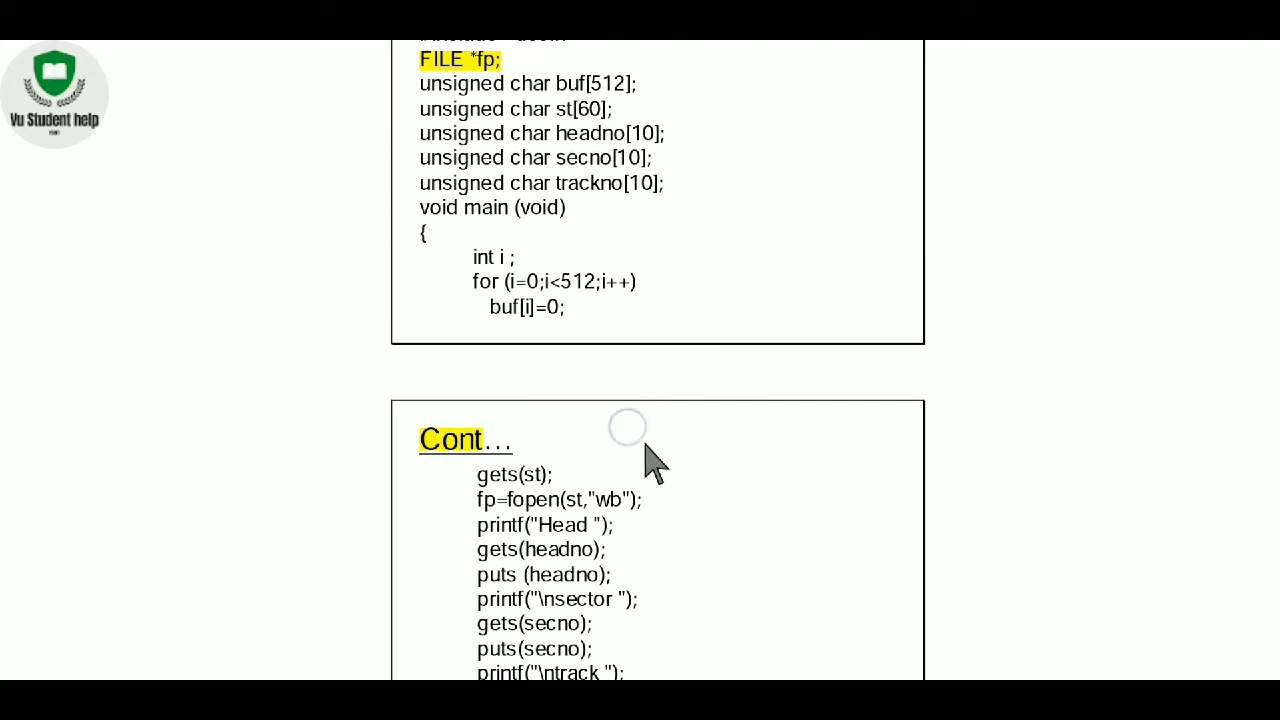 Vu Student help
FILE *fp;
unsigned char buf[512];
unsigned char st[60];
unsigned char headno[10];
unsigned char secno[10];
unsigned char trackno[10];
void main (void)
{
int i ;
for (i=0;i<512;i++)
buf[i]=0;
Cont…
gets(st);
fp=fopen(st,"wb");
printf("Head ");
gets(headno);
puts (headno);
printf("\nsector ");
gets(secno);
puts(secno);
printf("\ntrack ");